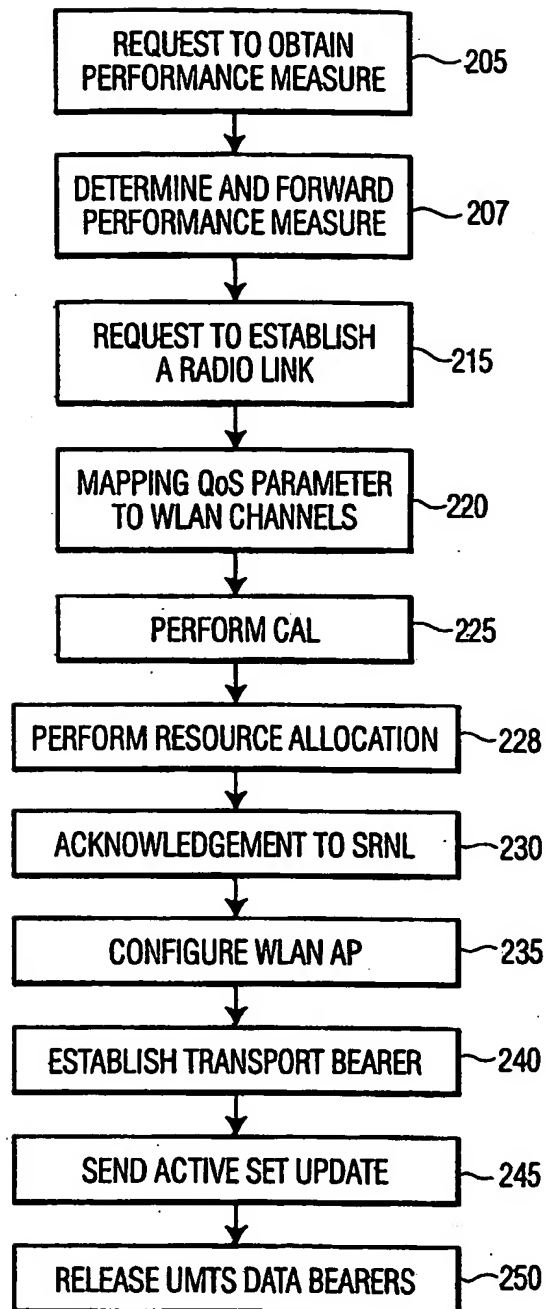 REQUEST TO OBTAIN
PERFORMANCE MEASURE
205
DETERMINE AND FORWARD
PERFORMANCE MEASURE
207
REQUEST TO ESTABLISH
A RADIO LINK
215
MAPPING QoS PARAMETER
TO WLAN CHANNELS
220
PERFORM CAL
225
PERFORM RESOURCE ALLOCATION
228
ACKNOWLEDGEMENT TO SRNL
230
CONFIGURE WLAN AP
235
ESTABLISH TRANSPORT BEARER
240
SEND ACTIVE SET UPDATE
245
RELEASE UMTS DATA BEARERS
250